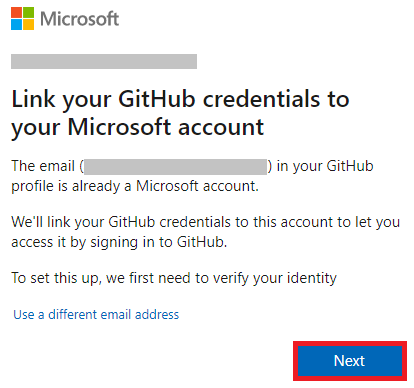 Microsoft
Link your GitHub credentials to
your Microsoft account
The email ( ) in your GitHub
profile is already a Microsoft account.
We'll link your GitHub credentials to this account to let you
access it by signing in to GitHub.
To set this up, we first need to verify your identity
Use a different email address
Next